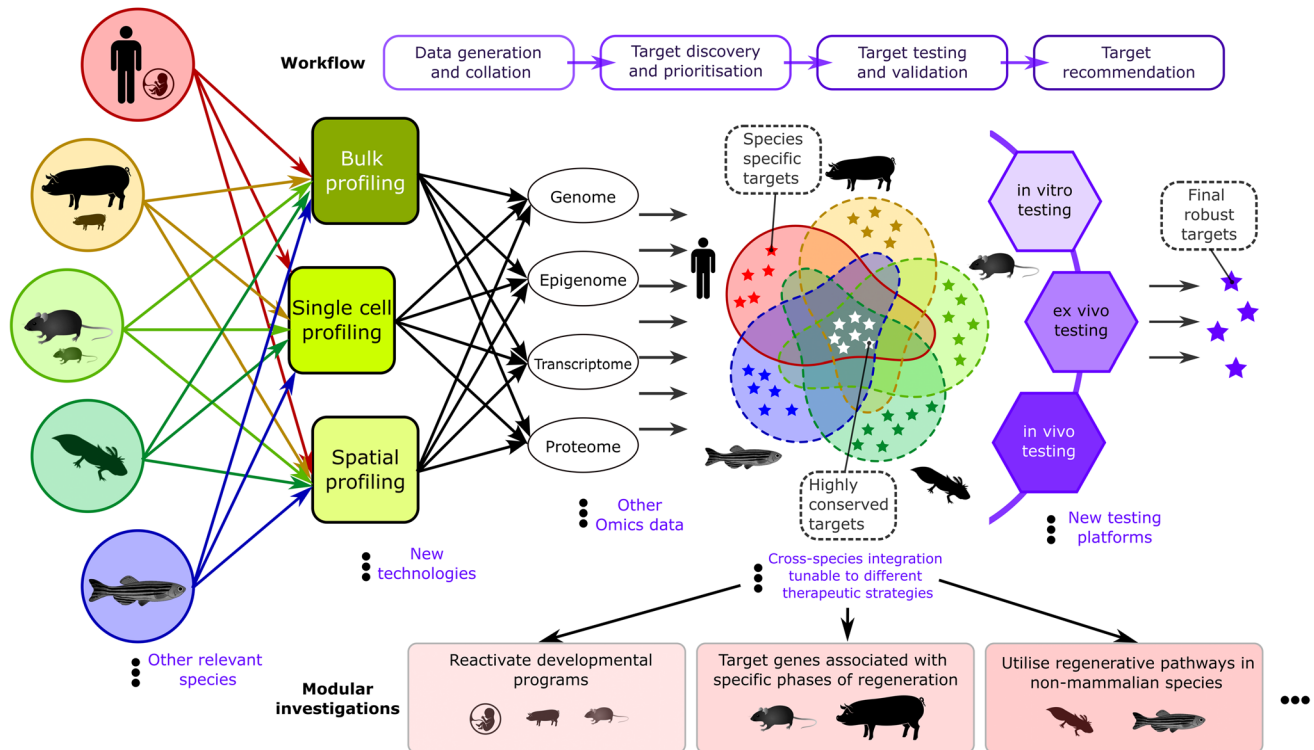 Workflow
Data generation
and collation
Target discovery
and prioritisation
Target testing
and validation
Target
recommendation
Bulk
profiling
Single cell
profiling
Spatial
profiling
New
technologies
Other relevant
species
Genome
Epigenome
Transcriptome
Proteome
Other
Omics data
Species
specific
targets
Highly
conserved
targets
in vitro
testing
ex vivo
testing
in vivo
testing
New testing
platforms
Final
robust
targets
Cross-species integration
tunable to different
therapeutic strategies
Modular
investigations
Reactivate developmental
programs
Target genes associated with
specific phases of regeneration
Utilise regenerative pathways in
non-mammalian species